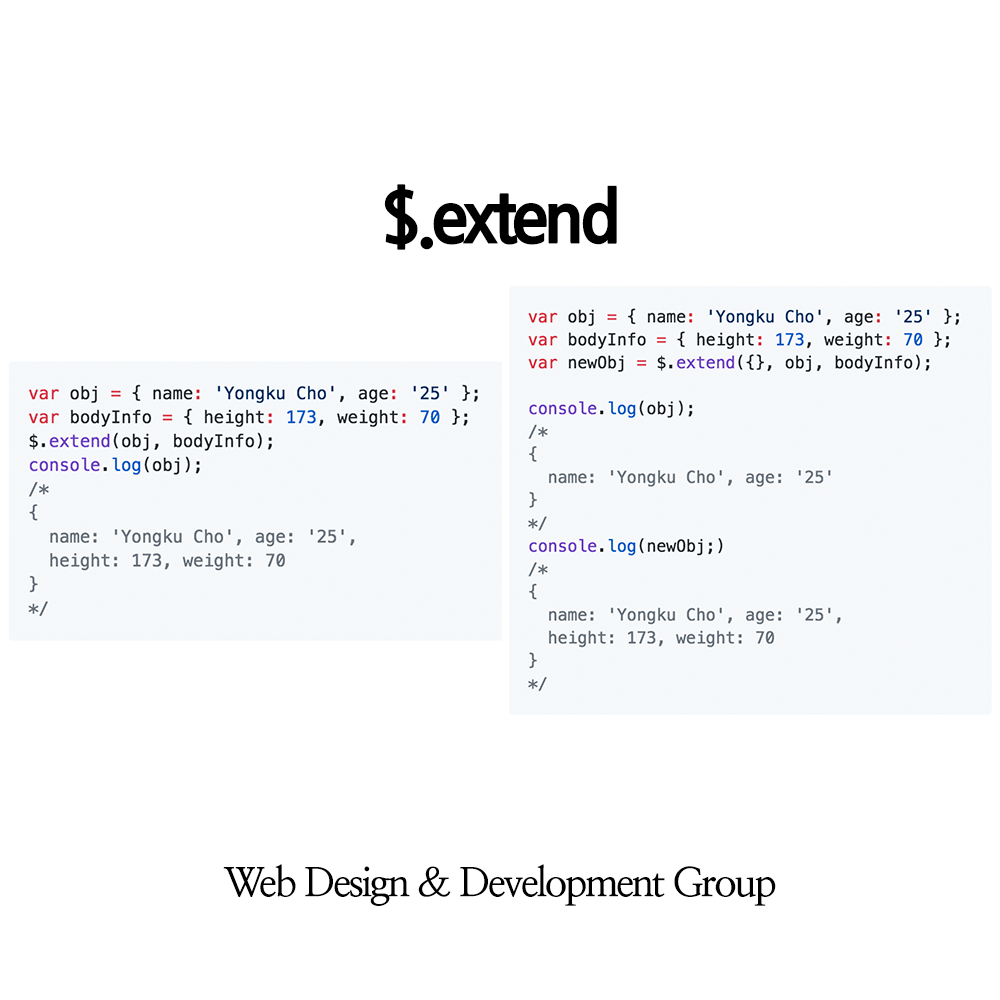 $.extend
var obj = { name: 'Yongku Cho', age: '25' };
var bodyInfo = { height: 173, weight: 70 };
$.extend(obj, bodyInfo);
console.log(obj);
/*
{
  name: 'Yongku Cho', age: '25',
  height: 173, weight: 70
}
*/
var obj = { name: 'Yongku Cho', age: '25' };
var bodyInfo = { height: 173, weight: 70 };
var newObj = $.extend({}, obj, bodyInfo);
console.log(obj);
/*
{
  name: 'Yongku Cho', age: '25'
}
*/
console.log(newObj;)
/*
{
  name: 'Yongku Cho', age: '25',
  height: 173, weight: 70
}
*/
Web Design & Development Group